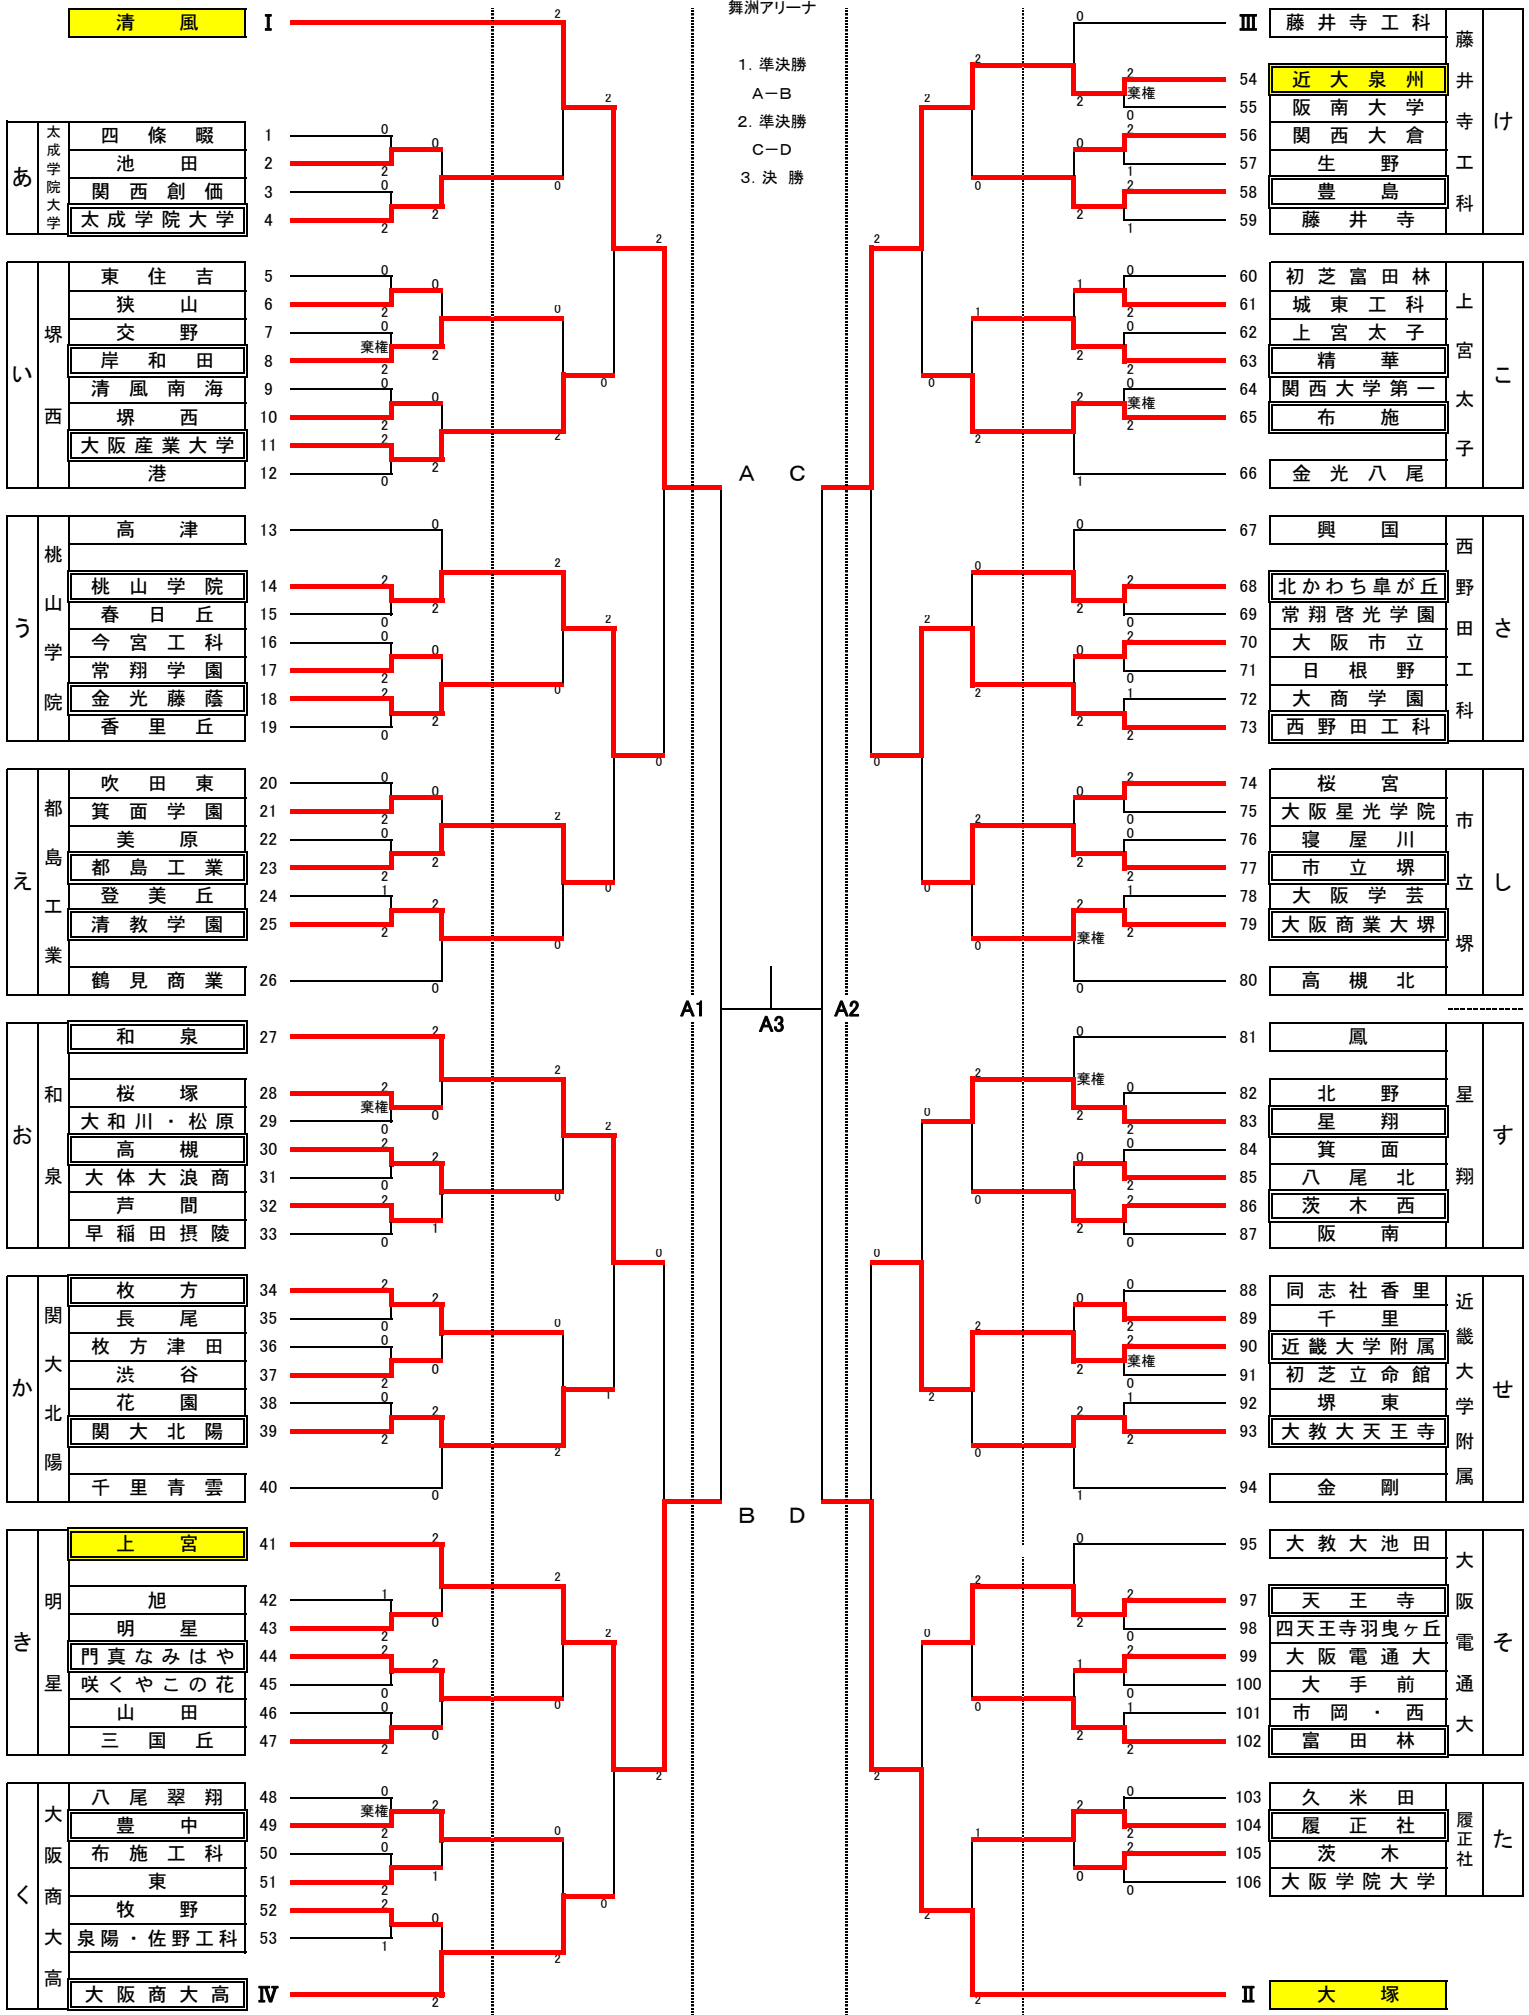 舞洲アリーナ
1. 準決勝
A－B
2. 準決勝
C－D
3. 決 勝
清 風 Ⅰ
あ
太成学院大学
四 條 畷 1
池 田 2
関 西 創 価 3
太成学院大学 4
い
堺 西
東 住 吉 5
狭 山 6
交 野 7
棄権
岸 和 田 8
清 風 南 海 9
堺 西 10
大阪産業大学 11
港 12
う
桃山学院
高 津 13
桃 山 学 院 14
春 日 丘 15
今 宮 工 科 16
常 翔 学 園 17
金 光 藤 蔭 18
香 里 丘 19
え
都島工業
吹 田 東 20
箕 面 学 園 21
美 原 22
都 島 工 業 23
登 美 丘 24
清 教 学 園 25
鶴 見 商 業 26
お
和 泉
和 泉 27
桜 塚 28
棄権
大和川・松原 29
高 槻 30
大体大浪商 31
芦 間 32
早稲田摂陵 33
か
関大北陽
枚 方 34
長 尾 35
枚 方 津 田 36
渋 谷 37
花 園 38
関 大 北 陽 39
千 里 青 雲 40
き
明 星
上 宮 41
旭 42
明 星 43
門真なみはや 44
咲くやこの花 45
山 田 46
三 国 丘 47
く
大阪商大高
八 尾 翠 翔 48
棄権
豊 中 49
布 施 工 科 50
東 51
牧 野 52
泉陽・佐野工科 53
大阪商大高 Ⅳ
A C
A1 A3 A2
B D
Ⅲ 藤井寺工科
け
藤井寺工科
54 近 大 泉 州
棄権
55 阪 南 大 学
56 関 西 大 倉
57 生 野
58 豊 島
59 藤 井 寺
こ
上宮太子
60 初芝富田林
61 城 東 工 科
62 上 宮 太 子
63 精 華
64 関西大学第一
棄権
65 布 施
66 金 光 八 尾
さ
西野田工科
67 興 国
68 北かわち皐が丘
69 常翔啓光学園
70 大 阪 市 立
71 日 根 野
72 大 商 学 園
73 西野田工科
し
市立堺
74 桜 宮
75 大阪星光学院
76 寝 屋 川
77 市 立 堺
78 大 阪 学 芸
79 大阪商業大堺
棄権
80 高 槻 北
す
星 翔
81 鳳
棄権
82 北 野
83 星 翔
84 箕 面
85 八 尾 北
86 茨 木 西
87 阪 南
せ
近畿大学附属
88 同志社香里
89 千 里
90 近畿大学附属
棄権
91 初芝立命館
92 堺 東
93 大教大天王寺
94 金 剛
そ
大阪電通大
95 大教大池田
97 天 王 寺
98 四天王寺羽曳ヶ丘
99 大 阪 電 通 大
100 大 手 前
101 市 岡 ・ 西
102 富 田 林
た
履正社
103 久 米 田
104 履 正 社
105 茨 木
106 大阪学院大学
Ⅱ 大 塚